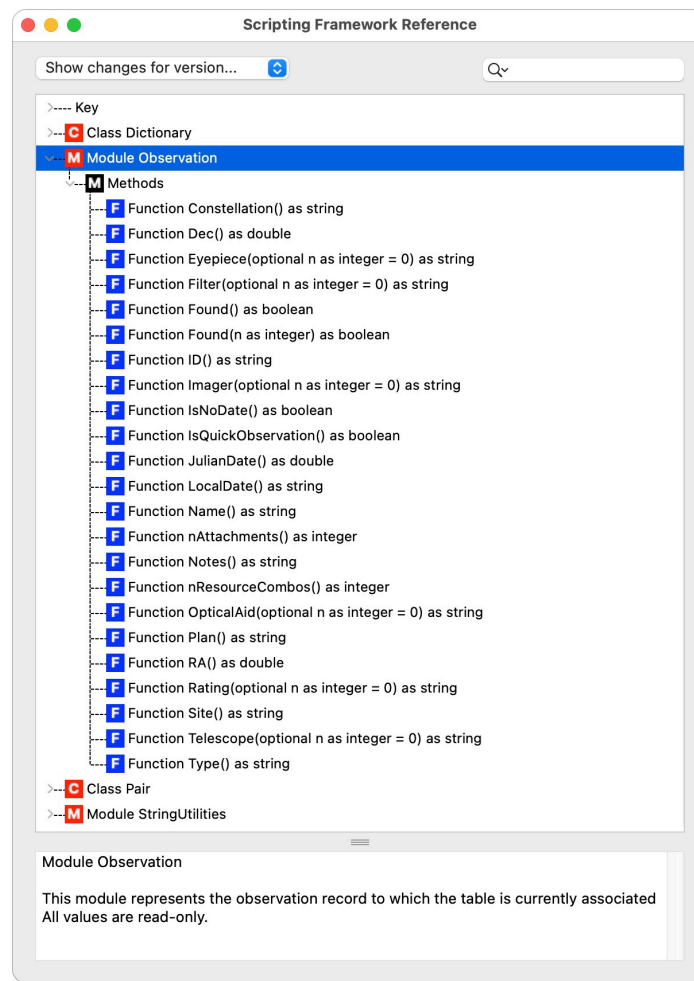 Scripting Framework Reference
Show changes for version...
Key
C Class Dictionary
M Module Observation
M Methods
F Function Constellation() as string
F Function Dec() as double
F Function Eyepiece(optional n as integer = 0) as string
F Function Filter(optional n as integer = 0) as string
F Function Found() as boolean
F Function Found(n as integer) as boolean
F Function ID() as string
F Function Imager(optional n as integer = 0) as string
F Function IsNoDate() as boolean
F Function IsQuickObservation() as boolean
F Function JulianDate() as double
F Function LocalDate() as string
F Function Name() as string
F Function nAttachments() as integer
F Function Notes() as string
F Function nResourceCombos() as integer
F Function OpticalAid(optional n as integer = 0) as string
F Function Plan() as string
F Function RA() as double
F Function Rating(optional n as integer = 0) as string
F Function Site() as string
F Function Telescope(optional n as integer = 0) as string
F Function Type() as string
C Class Pair
M Module StringUtilities
Module Observation
This module represents the observation record to which the table is currently associated
All values are read-only.